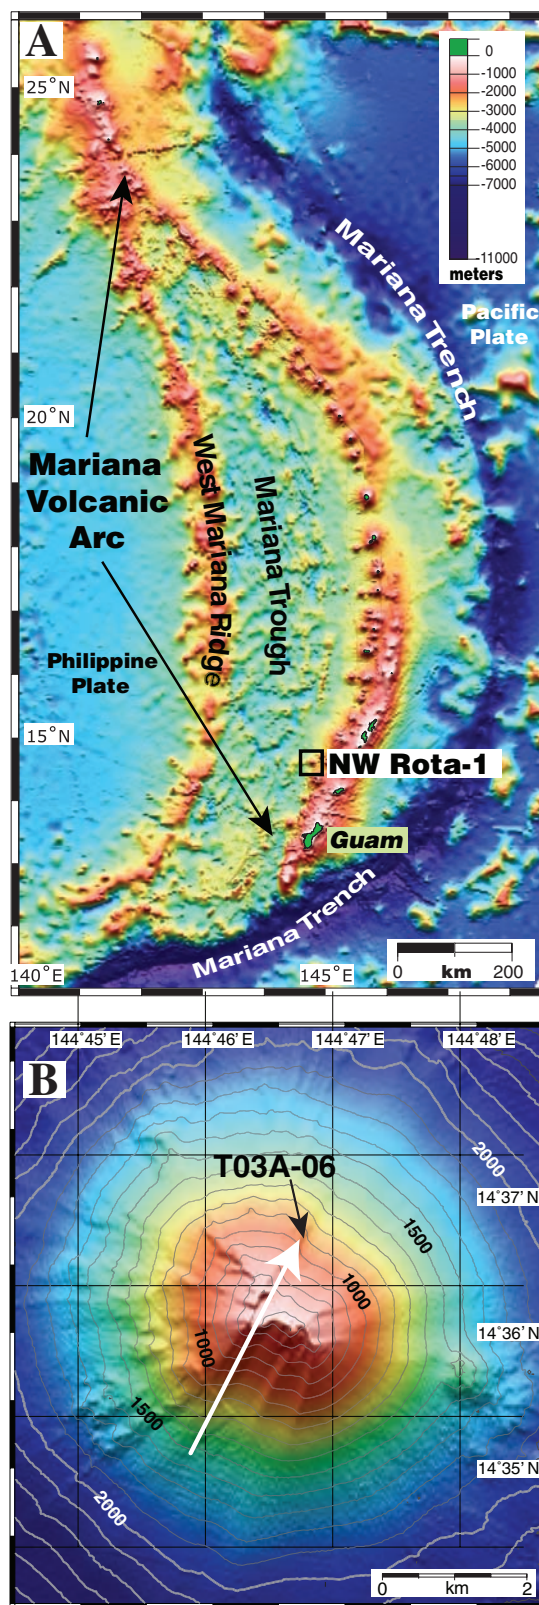 A
25°N
0
-1000
-2000
-3000
-4000
-5000
-6000
-7000
-11000
meters
Mariana Trench
Pacific
Plate
20°N
Mariana
Volcanic
Arc
West Mariana Ridge
Mariana Trough
Philippine
Plate
15°N
NW Rota-1
Guam
Mariana Trench
0
km
200
140°E
145°E
B
144°45' E
144°46' E
144°47' E
144°48' E
2000
T03A-06
14°37' N
1500
1000
14°36' N
1000
1500
14°35' N
2000
0
km
2